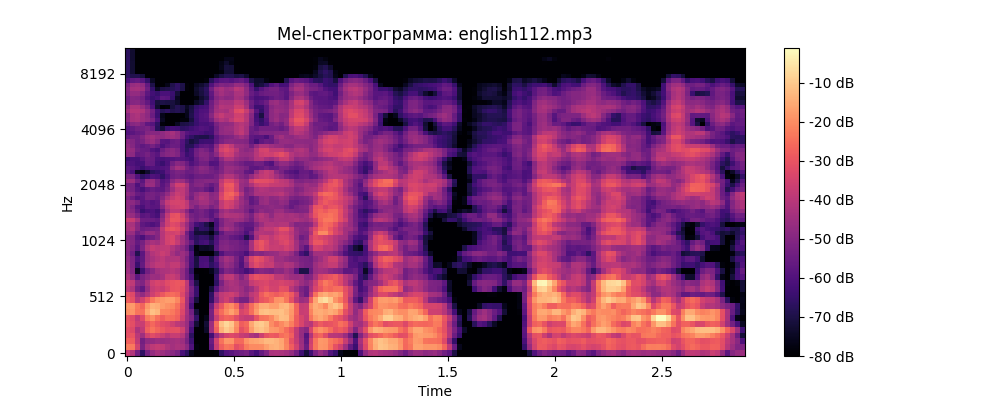 Mel-спектрограмма: english112.mp3
8192
4096
2048
1024
512
0
Hz
0 0.5 1 1.5 2 2.5
Time
-10 dB
-20 dB
-30 dB
-40 dB
-50 dB
-60 dB
-70 dB
-80 dB